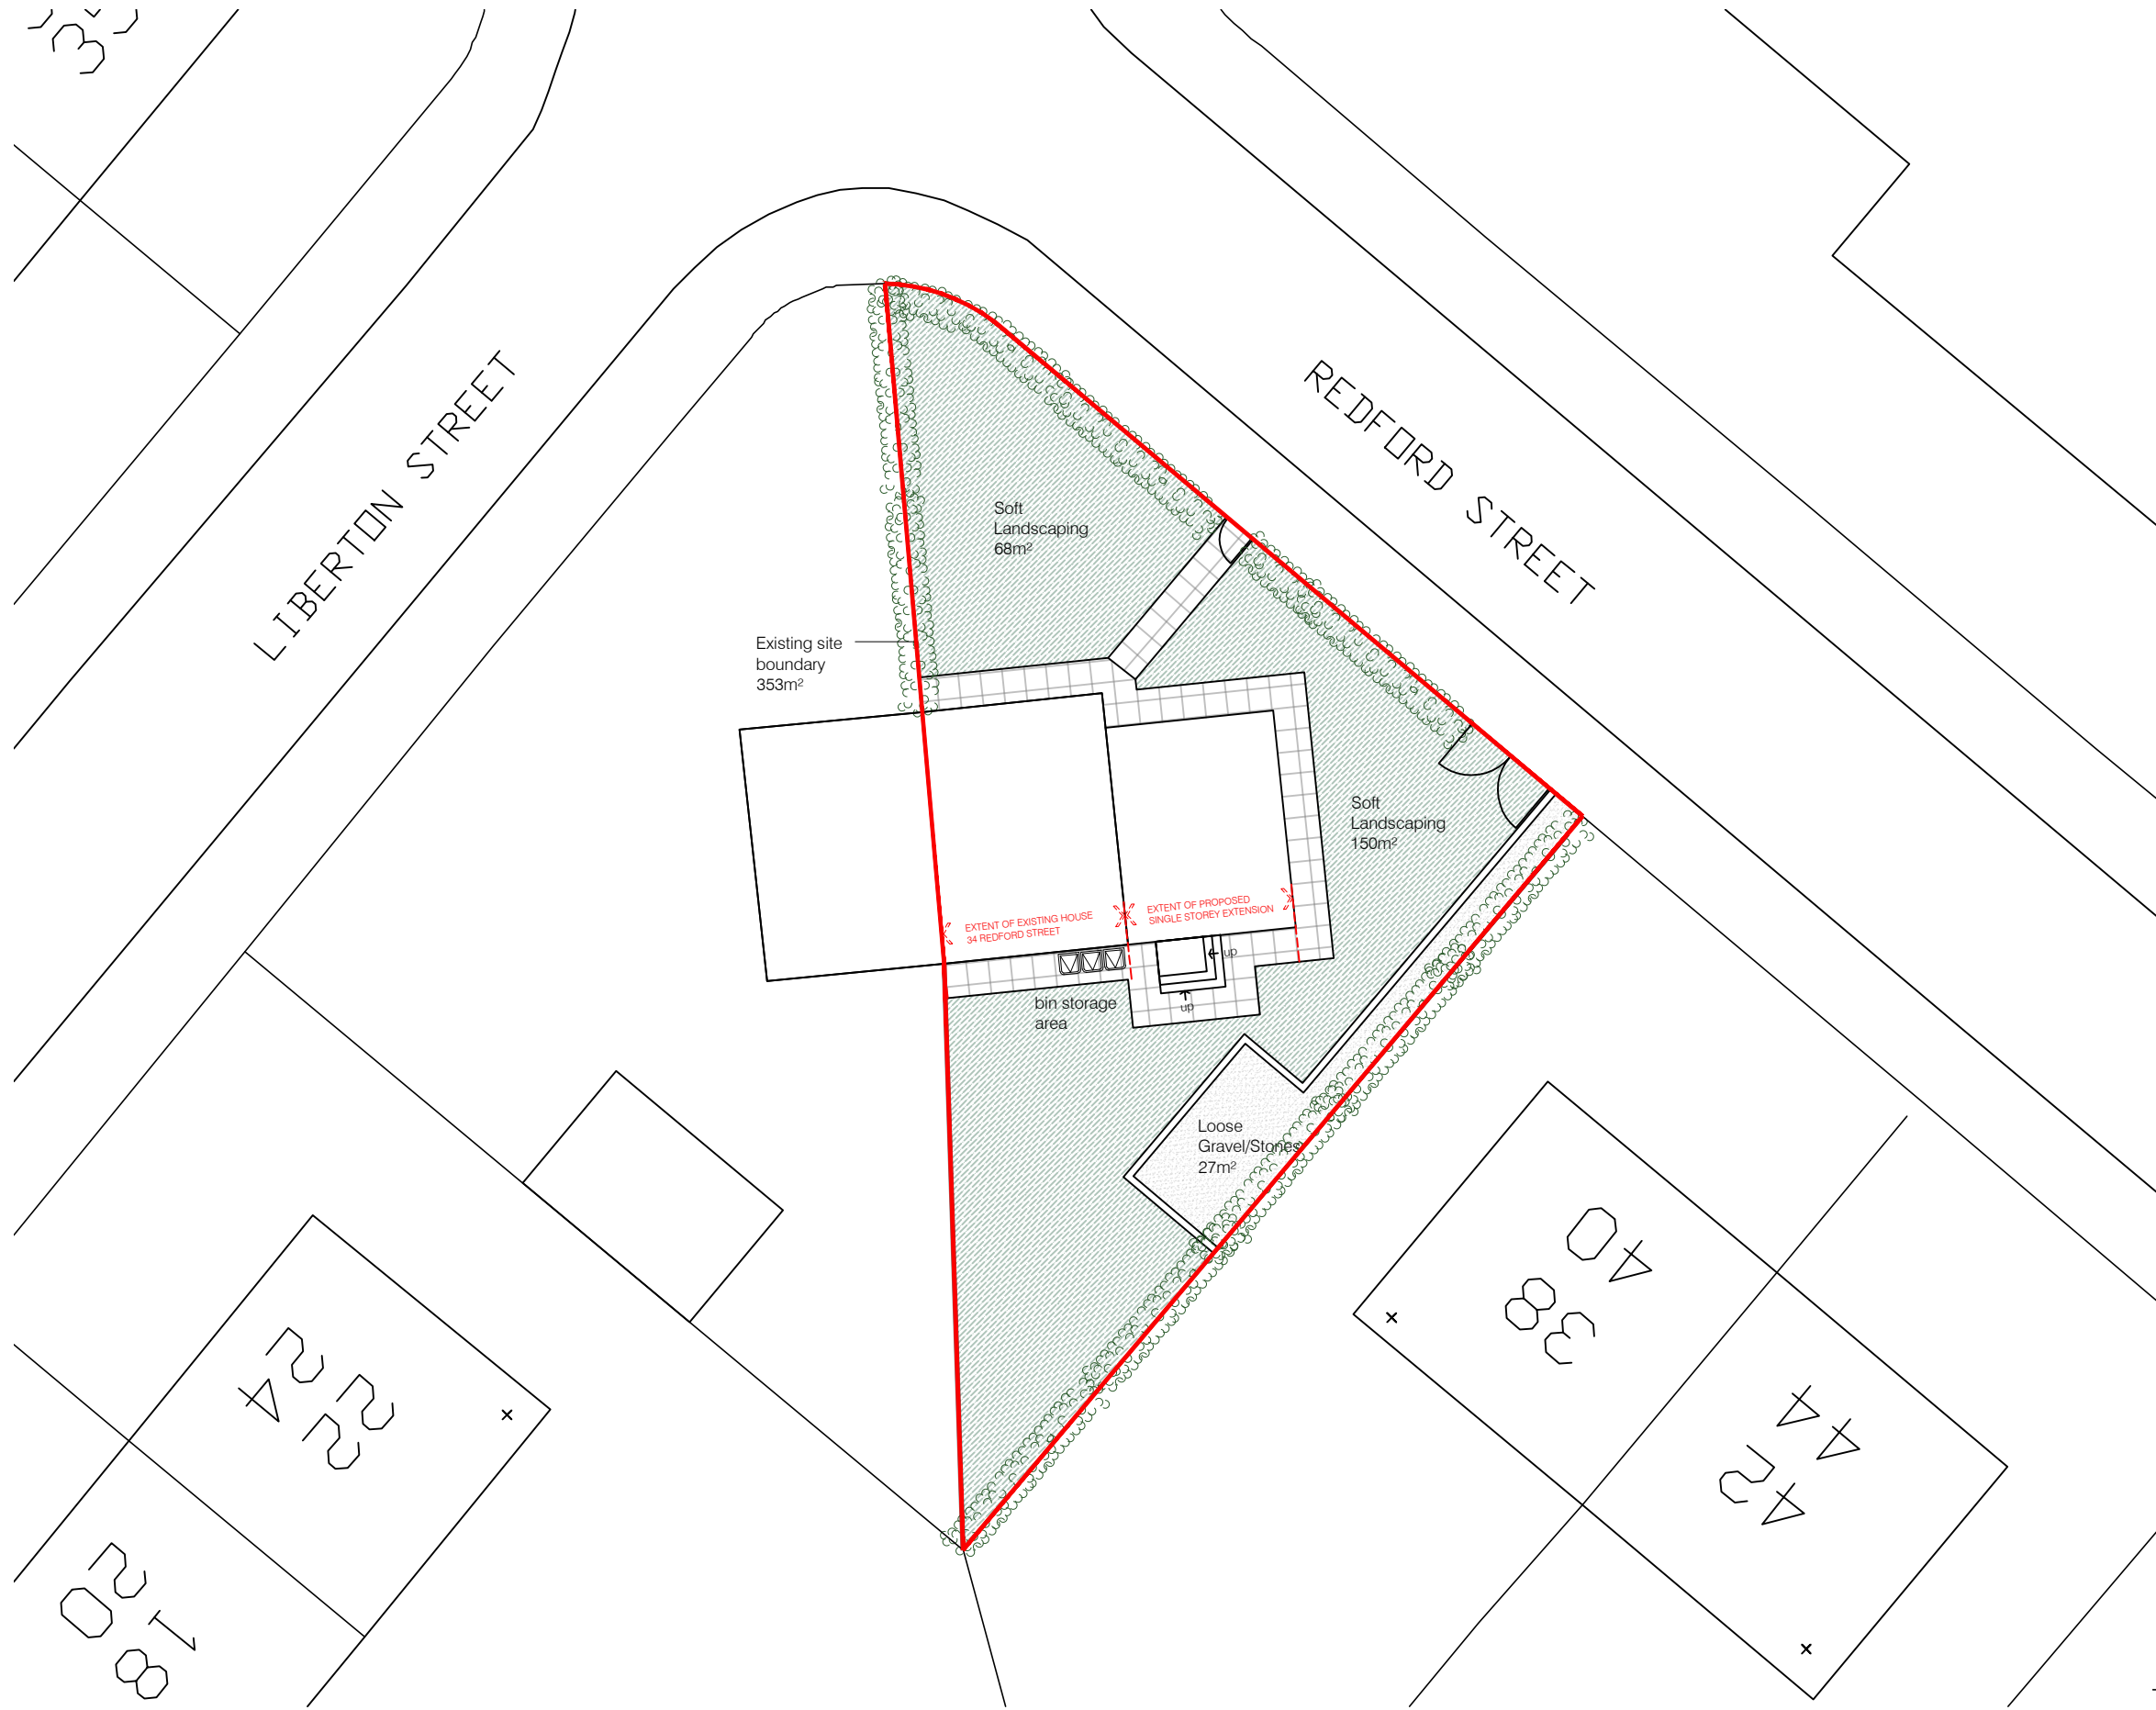 3
LIBERTON STREET
REDFORD STREET
Soft
Landscaping
68m²
Existing site
boundary
353m²
Soft
Landscaping
150m²
EXTENT OF EXISTING HOUSE
34 REDFORD STREET
EXTENT OF PROPOSED
SINGLE STOREY EXTENSION
up
up
bin storage
area
Loose
Gravel/Stones
27m²
40
38
44
42
24
22
20
18